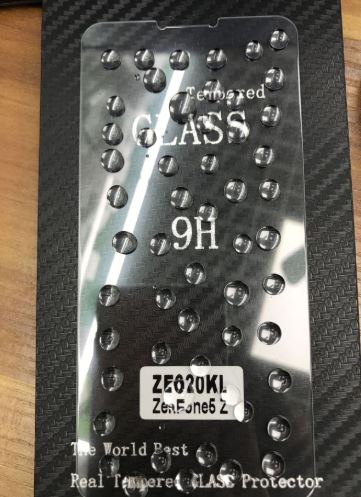 Tempered
GLASS
9H
ZE620KL
ZenFone5 Z
The World Best
Real Tempered GLASS Protector